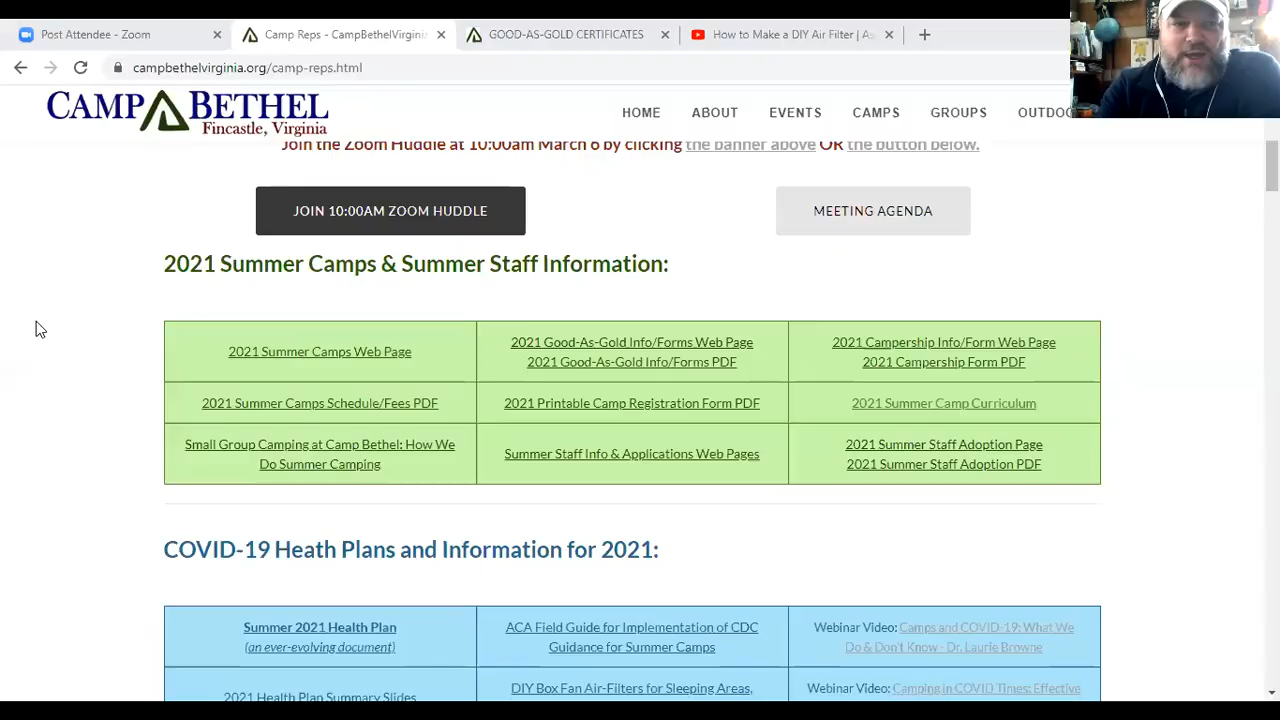 Post Attendee - Zoom
Camp Reps - CampBethelVirgini
GOOD-AS-GOLD CERTIFICATES
How to Make a DIY Air Filter | As
campbethelvirginia.org/camp-reps.html
CAMP BETHEL
Fincastle, Virginia
HOME ABOUT EVENTS CAMPS GROUPS OUTDOO
Join the Zoom Huddle at 10:00am March 6 by clicking the banner above OR the button below.
JOIN 10:00AM ZOOM HUDDLE
MEETING AGENDA
2021 Summer Camps & Summer Staff Information:
2021 Summer Camps Web Page
2021 Good-As-Gold Info/Forms Web Page
2021 Good-As-Gold Info/Forms PDF
2021 Campership Info/Form Web Page
2021 Campership Form PDF
2021 Summer Camps Schedule/Fees PDF
2021 Printable Camp Registration Form PDF
2021 Summer Camp Curriculum
Small Group Camping at Camp Bethel: How We
Do Summer Camping
Summer Staff Info & Applications Web Pages
2021 Summer Staff Adoption Page
2021 Summer Staff Adoption PDF
COVID-19 Heath Plans and Information for 2021:
Summer 2021 Health Plan
(an ever-evolving document)
ACA Field Guide for Implementation of CDC
Guidance for Summer Camps
Webinar Video: Camps and COVID-19: What We
Do & Don't Know - Dr. Laurie Browne
2021 Health Plan Summary Slides
DIY Box Fan Air-Filters for Sleeping Areas,
Webinar Video: Camping in COVID Times: Effective